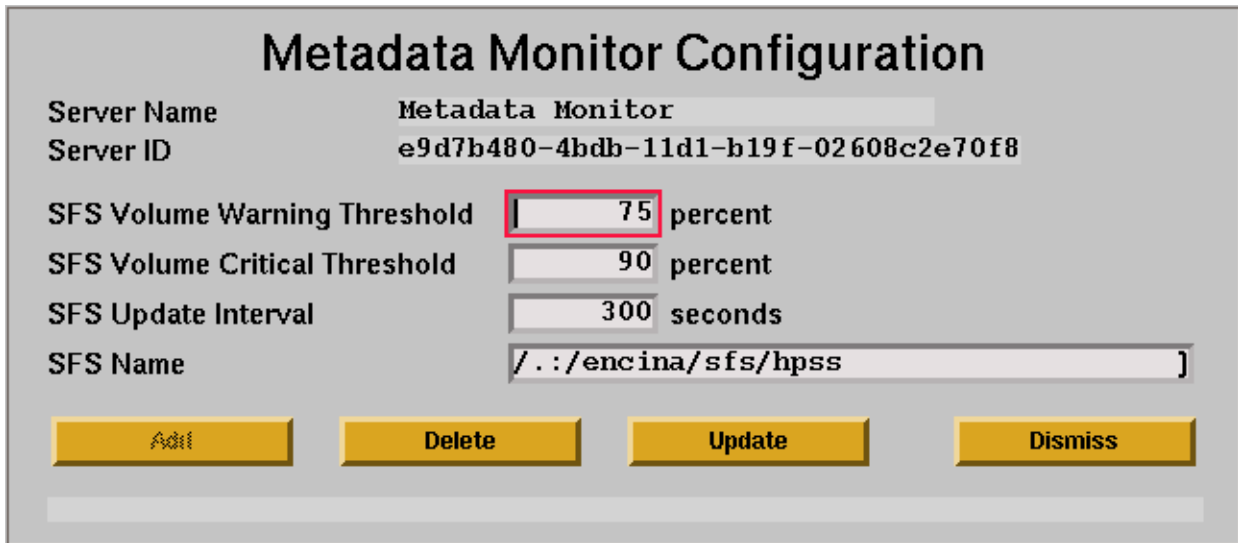 Metadata Monitor Configuration
Server Name Metadata Monitor
Server ID e9d7b480-4bdb-11d1-b19f-02608c2e70f8
SFS Volume Warning Threshold 75 percent
SFS Volume Critical Threshold 90 percent
SFS Update Interval 300 seconds
SFS Name /.:/encina/sfs/hpss ]
Add Delete Update Dismiss